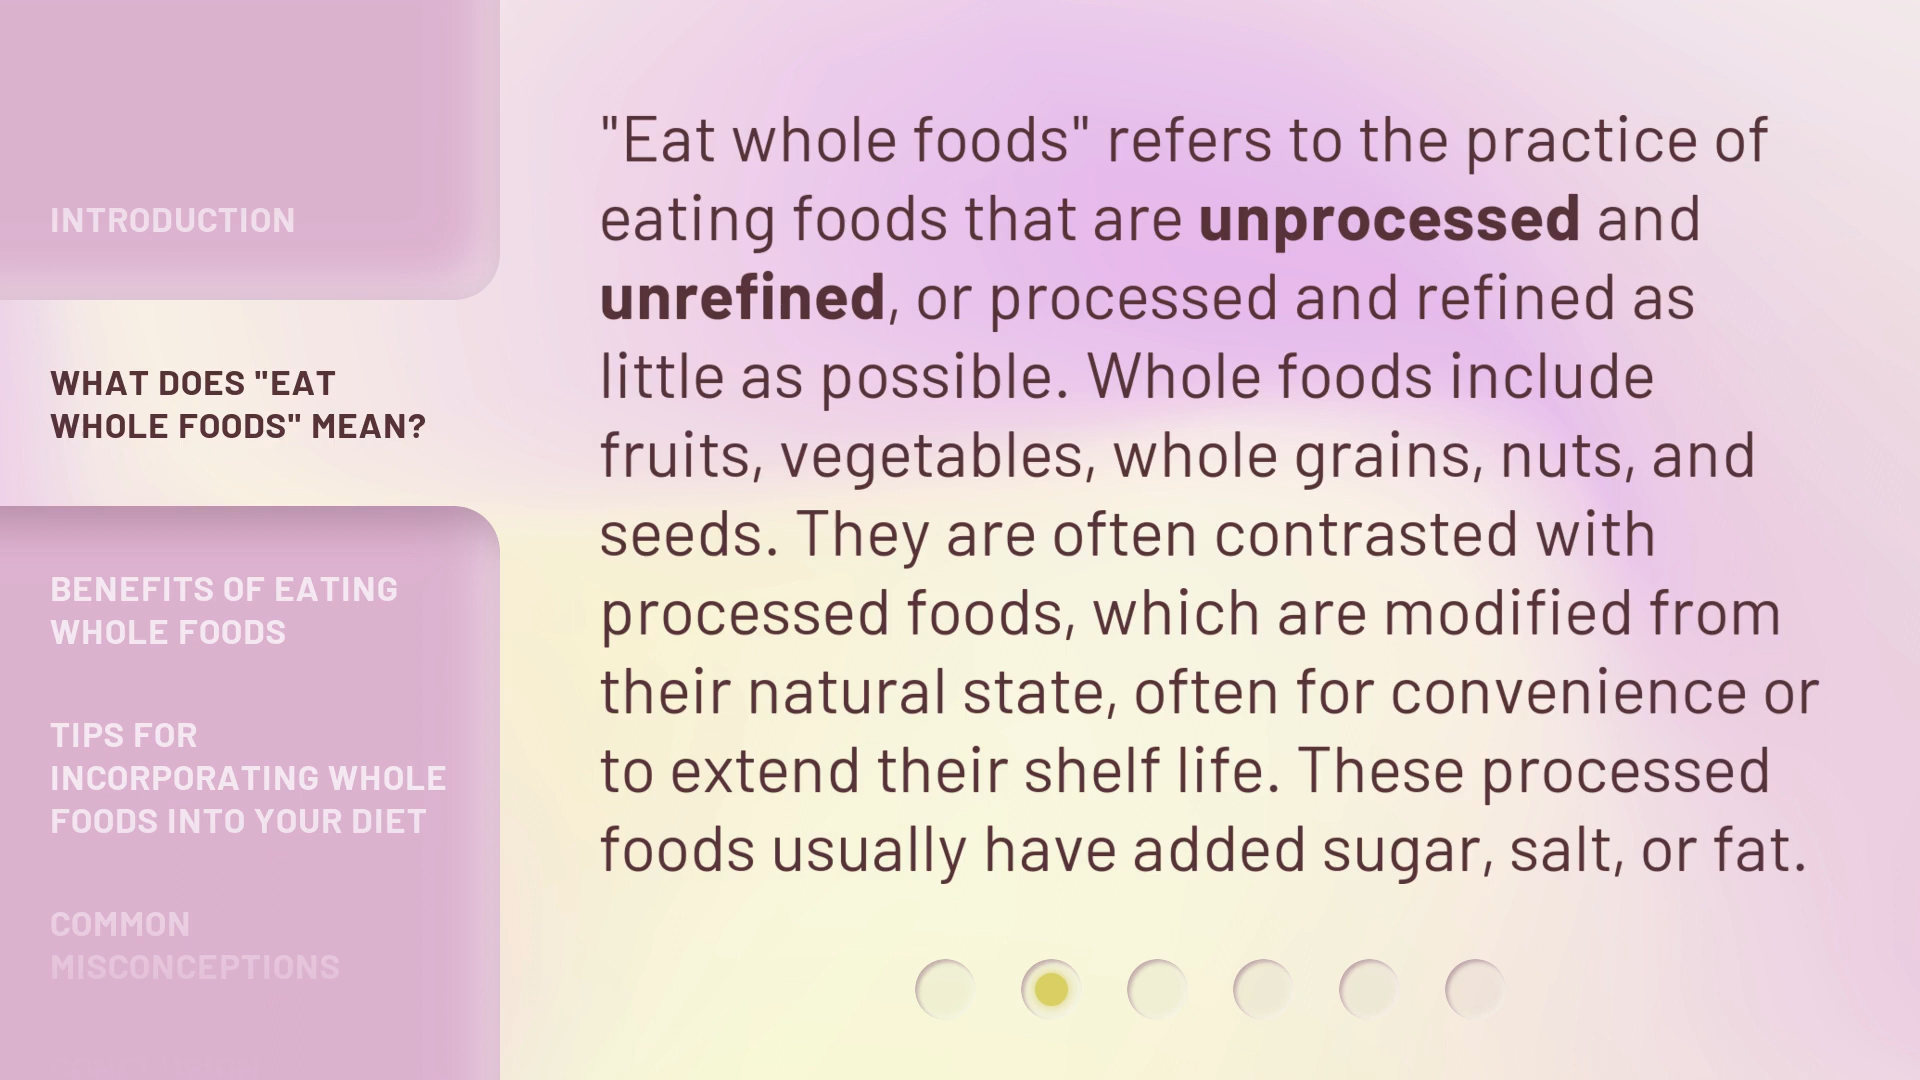 INTRODUCTION
WHAT DOES "EAT
WHOLE FOODS" MEAN?
BENEFITS OF EATING
WHOLE FOODS
TIPS FOR
INCORPORATING WHOLE
FOODS INTO YOUR DIET
COMMON
MISCONCEPTIONS
"Eat whole foods" refers to the practice of
eating foods that are unprocessed and
unrefined, or processed and refined as
little as possible. Whole foods include
fruits, vegetables, whole grains, nuts, and
seeds. They are often contrasted with
processed foods, which are modified from
their natural state, often for convenience or
to extend their shelf life. These processed
foods usually have added sugar, salt, or fat.